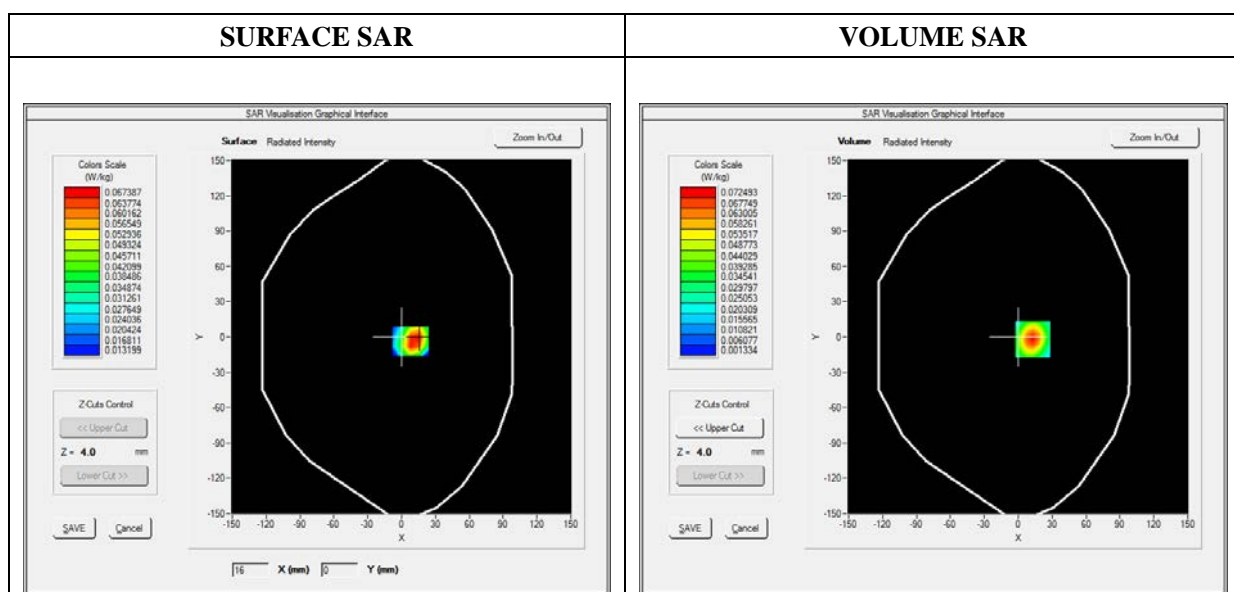 SURFACE SAR
VOLUME SAR
SAR Visualisation Graphical Interface
Surface Radiated Intensity
Zoom In/Out
Colors Scale
(W/kg)
0.067387
0.063774
0.060162
0.056549
0.052936
0.049324
0.045711
0.042099
0.038486
0.034874
0.031261
0.027649
0.024036
0.020424
0.016811
0.013199
150
120
90
60
30
0
-30
-60
-90
-120
-150
Y
-150 -120 -90 -60 -30 0 30 60 90 120 150
X
Z-Cuts Control
<< Upper Cut
Z = 4.0 mm
Lower Cut >>
SAVE Cancel
16 X (mm) 0 Y (mm)
SAR Visualisation Graphical Interface
Volume Radiated Intensity
Zoom In/Out
Colors Scale
(W/kg)
0.072493
0.067749
0.063005
0.058261
0.053517
0.048773
0.044029
0.039285
0.034541
0.029797
0.025053
0.020309
0.015565
0.010821
0.006077
0.001334
150
120
90
60
30
0
-30
-60
-90
-120
-150
Y
-150 -120 -90 -60 -30 0 30 60 90 120 150
X
Z-Cuts Control
<< Upper Cut
Z = 4.0 mm
Lower Cut >>
SAVE Cancel